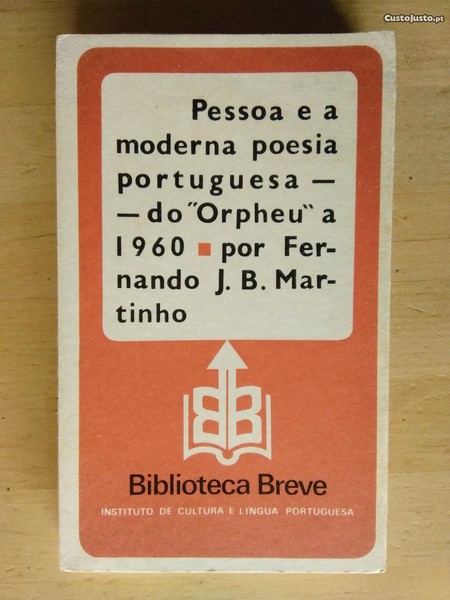 CustoJusto.pt
Pessoa e a
moderna poesia
portuguesa —
— do "Orpheu" a
1960 ■ por Fer-
nando J. B. Mar-
tinho
BB
Biblioteca Breve
INSTITUTO DE CULTURA E LÍNGUA PORTUGUESA